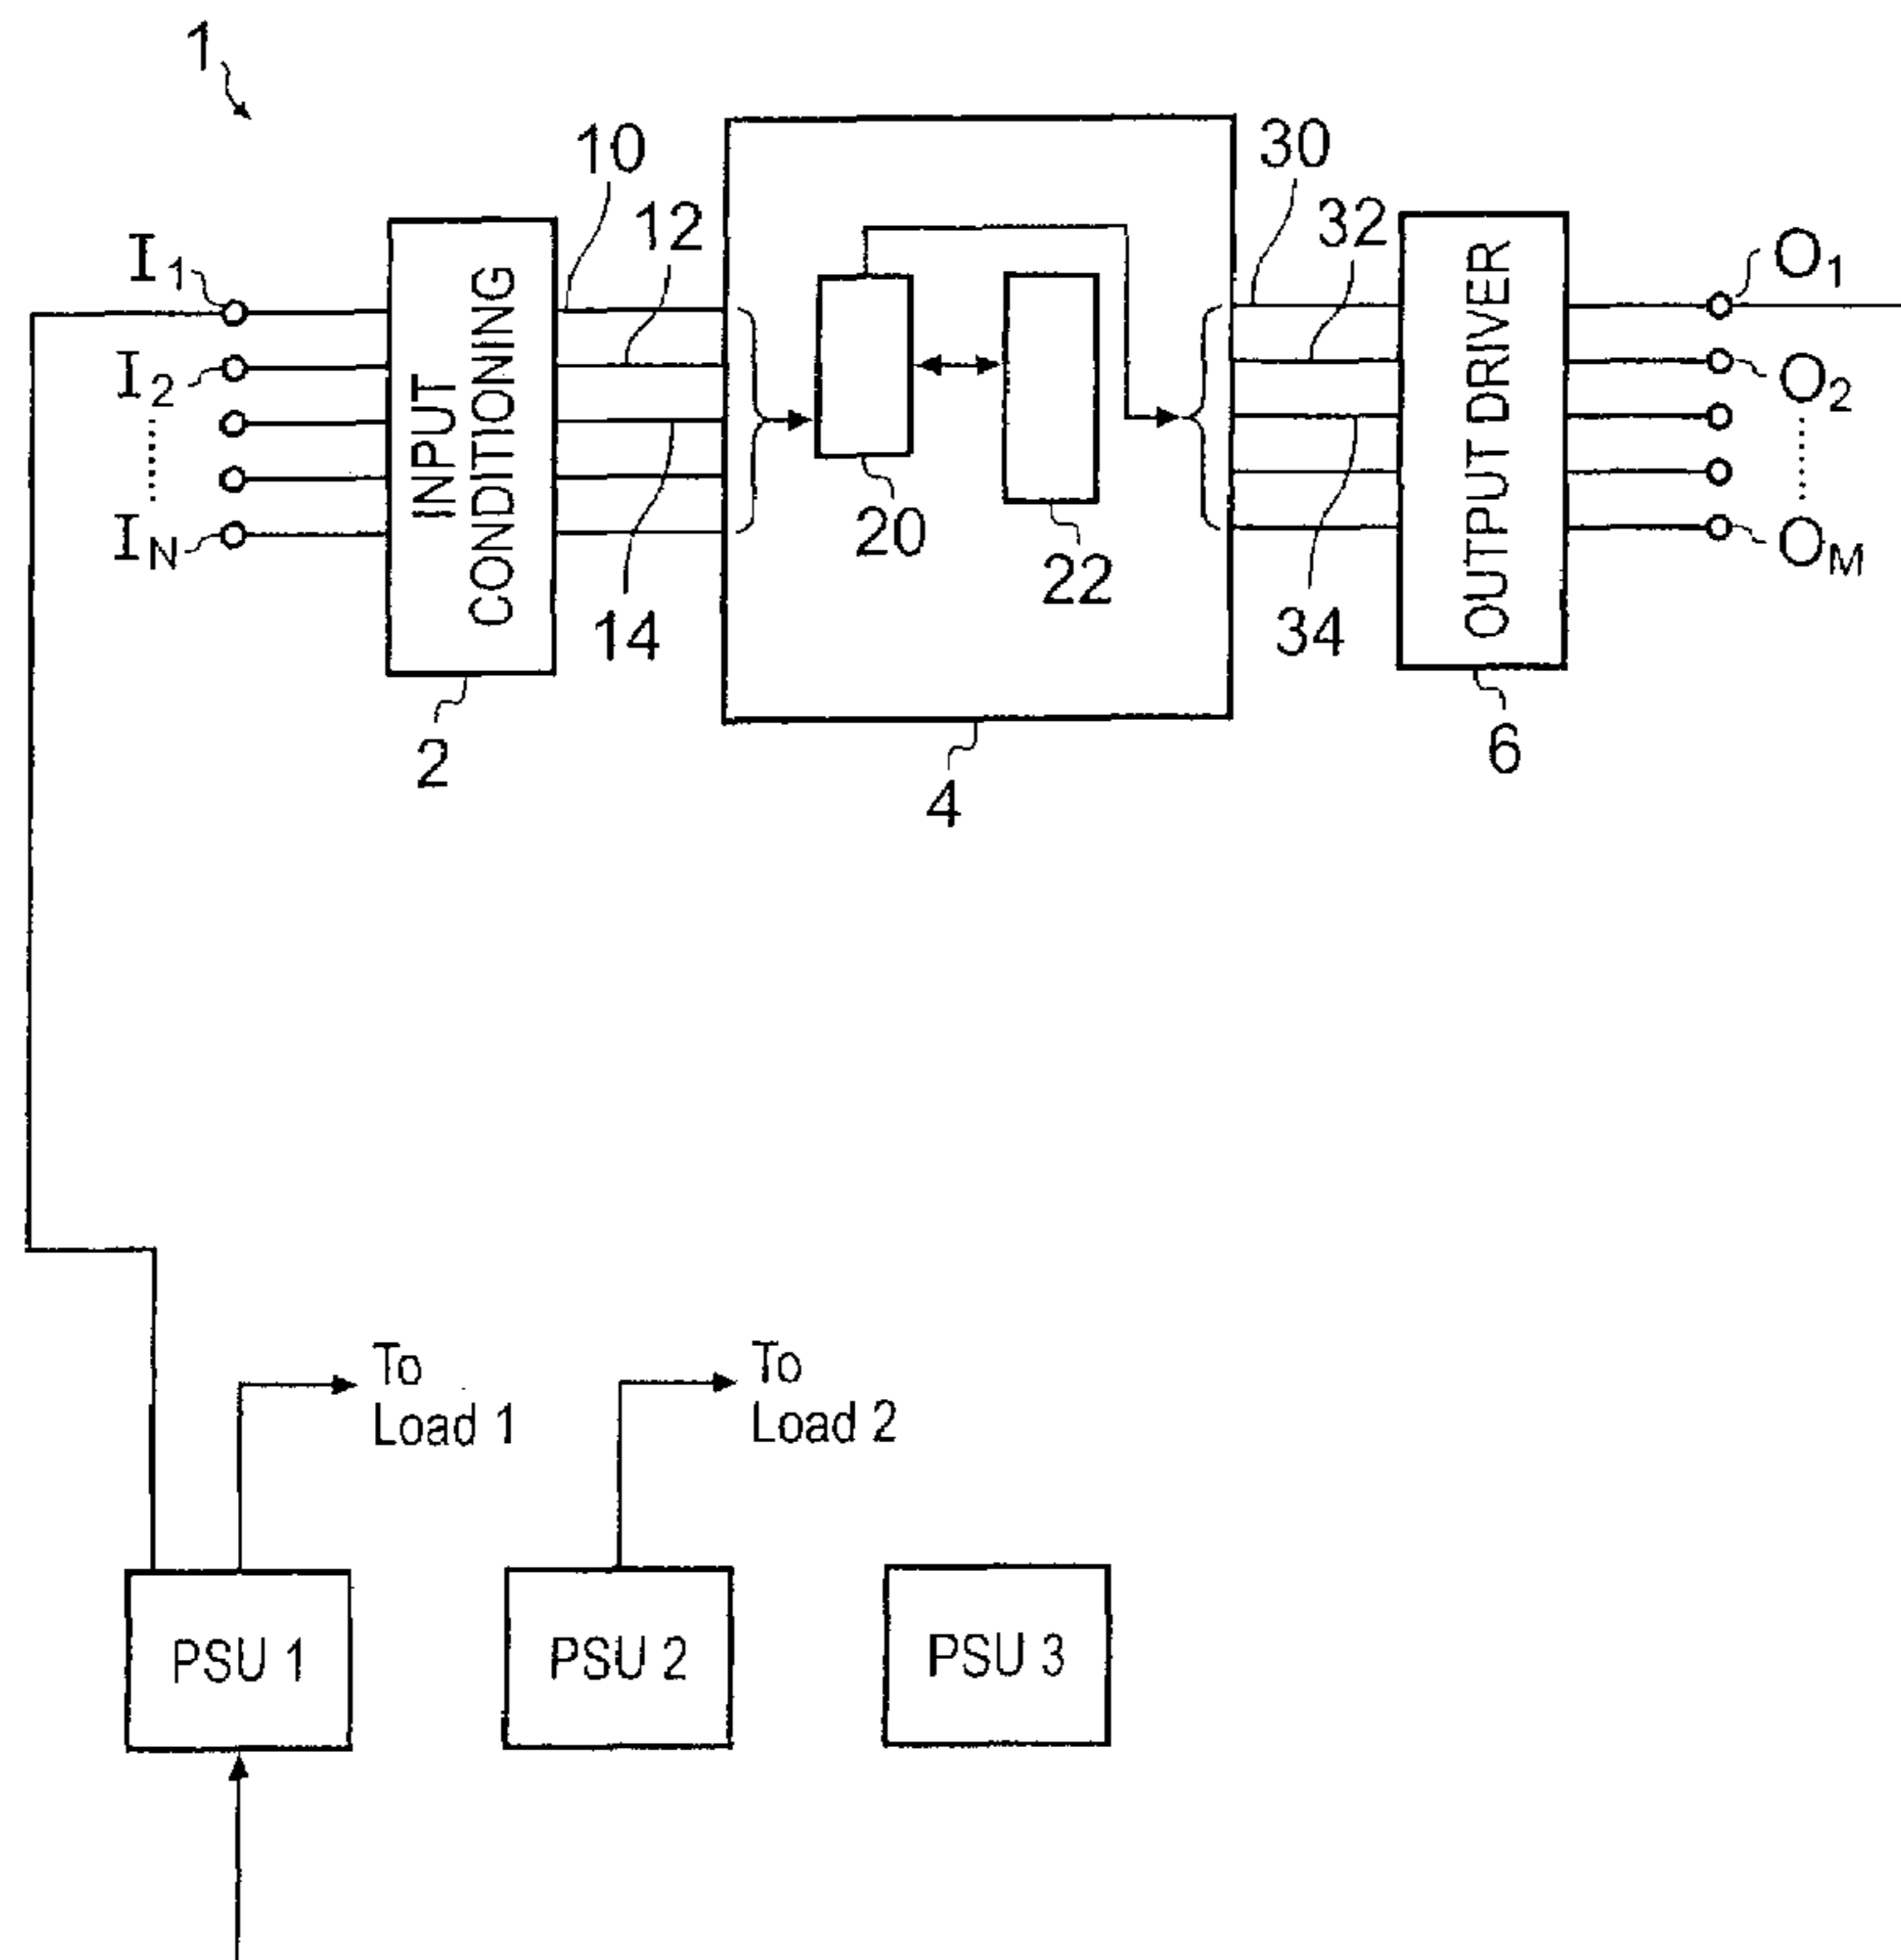 1
10
12
14
30
32
34
I1
I2
IN
INPUT
CONDITIONING
20
22
OUTPUT DRIVER
O1
O2
OM
2
4
6
To
Load 1
To
Load 2
PSU 1
PSU 2
PSU 3